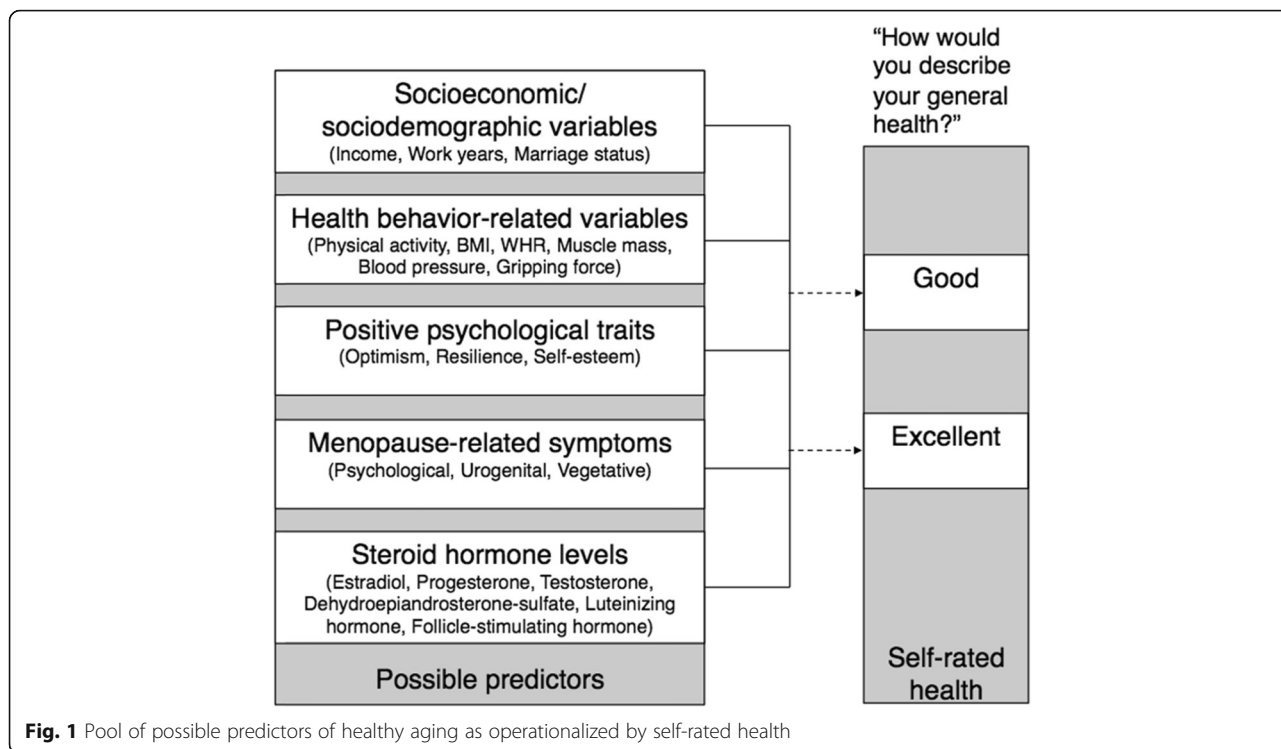 Socioeconomic/
sociodemographic variables
(Income, Work years, Marriage status)
Health behavior-related variables
(Physical activity, BMI, WHR, Muscle mass,
Blood pressure, Gripping force)
Positive psychological traits
(Optimism, Resilience, Self-esteem)
Menopause-related symptoms
(Psychological, Urogenital, Vegetative)
Steroid hormone levels
(Estradiol, Progesterone, Testosterone,
Dehydroepiandrosterone-sulfate, Luteinizing
hormone, Follicle-stimulating hormone)
Possible predictors
“How would
you describe
your general
health?”
Good
Excellent
Self-rated
health
Fig. 1 Pool of possible predictors of healthy aging as operationalized by self-rated health